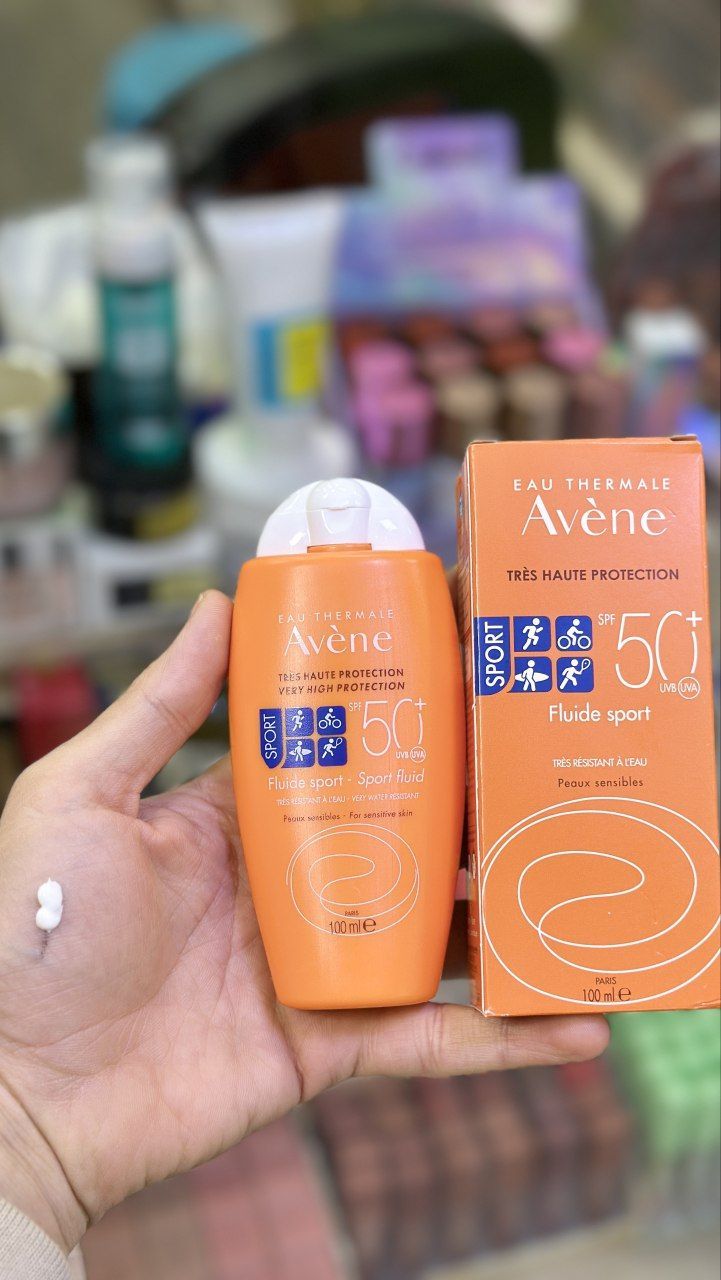 EAU THERMALE
Avène
TRÈS HAUTE PROTECTION
VERY HIGH PROTECTION
SPORT
SPF 50+
UVB UVA
Fluide sport - Sport fluid
TRÈS RÉSISTANT À L'EAU - VERY WATER RESISTANT
Peaux sensibles - For sensitive skin
PARIS
100 ml e
EAU THERMALE
Avène
TRÈS HAUTE PROTECTION
SPORT
SPF 50+
UVB UVA
Fluide sport
TRÈS RÉSISTANT À L'EAU
Peaux sensibles
PARIS
100 ml e